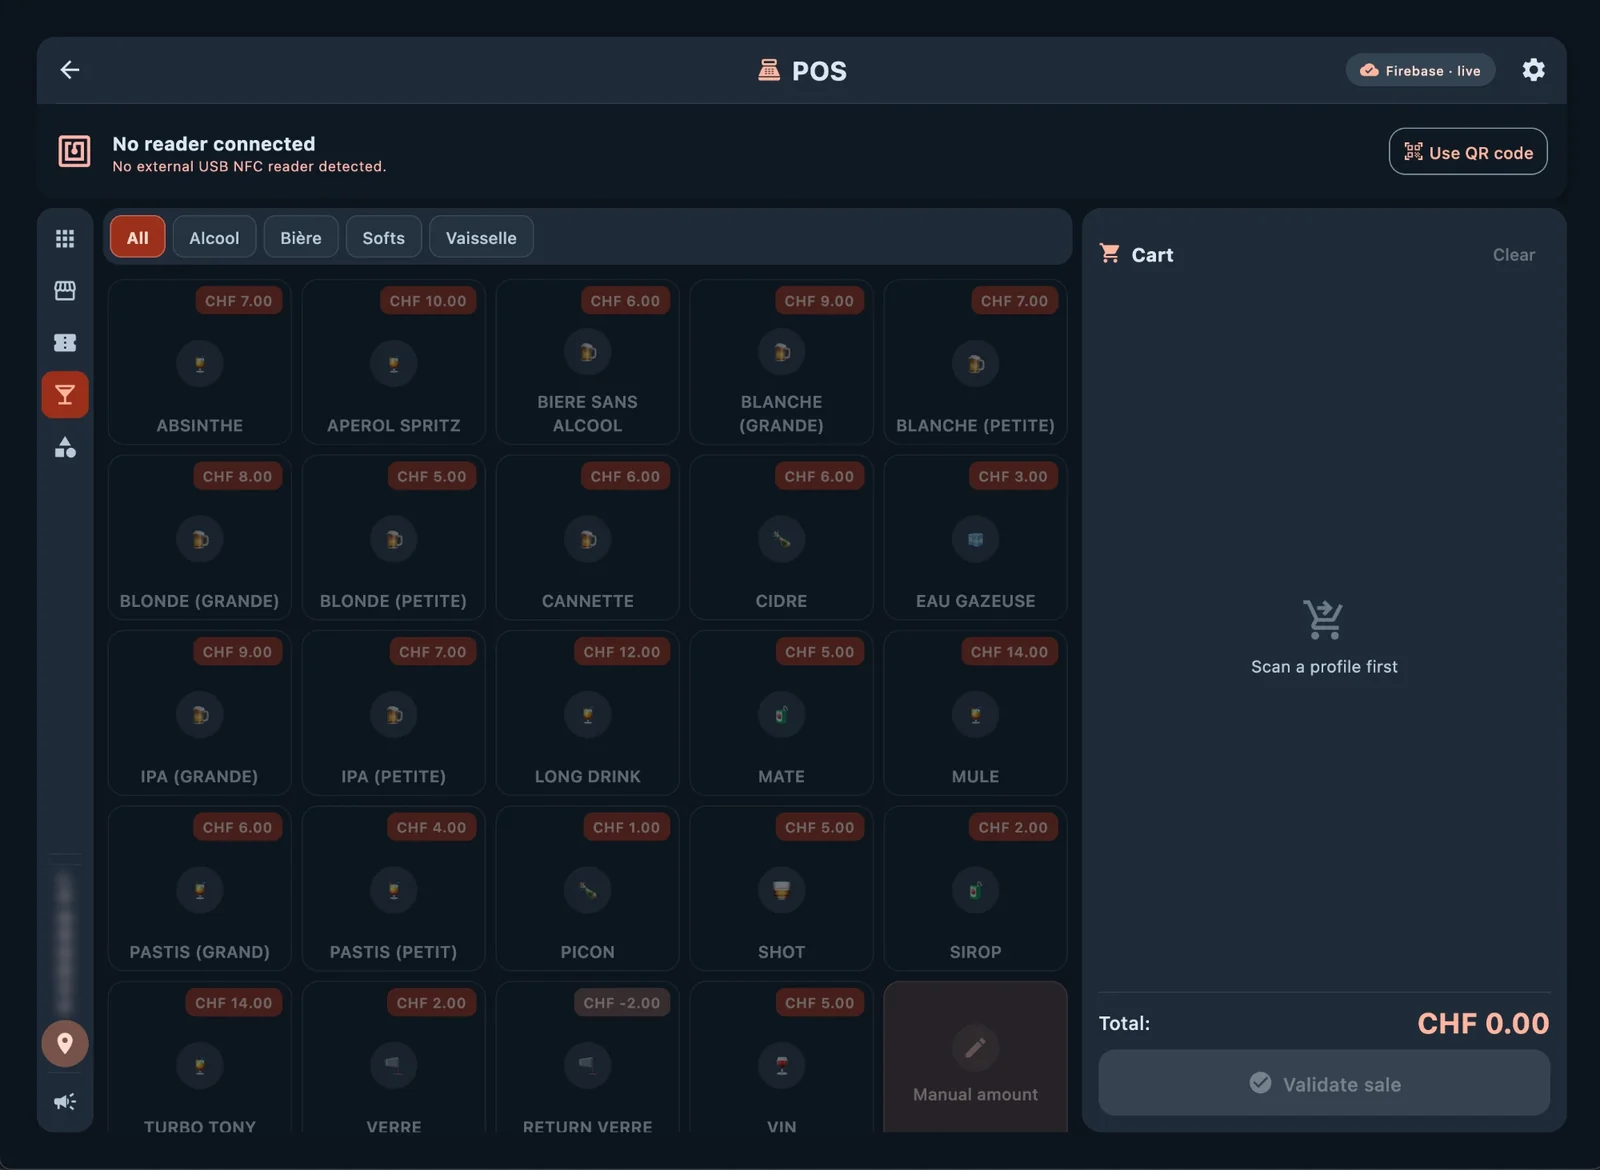 POS
Firebase · live
No reader connected
No external USB NFC reader detected.
Use QR code
All
Alcool
Bière
Softs
Vaisselle
CHF 7.00
ABSINTHE
CHF 10.00
APEROL SPRITZ
CHF 6.00
BIERE SANS
ALCOOL
CHF 9.00
BLANCHE
(GRANDE)
CHF 7.00
BLANCHE (PETITE)
CHF 8.00
BLONDE (GRANDE)
CHF 5.00
BLONDE (PETITE)
CHF 6.00
CANNETTE
CHF 6.00
CIDRE
CHF 3.00
EAU GAZEUSE
CHF 9.00
IPA (GRANDE)
CHF 7.00
IPA (PETITE)
CHF 12.00
LONG DRINK
CHF 5.00
MATE
CHF 14.00
MULE
CHF 6.00
PASTIS (GRAND)
CHF 4.00
PASTIS (PETIT)
CHF 1.00
PICON
CHF 5.00
SHOT
CHF 2.00
SIROP
CHF 14.00
TURBO TONY
CHF 2.00
VERRE
CHF -2.00
RETURN VERRE
CHF 5.00
VIN
Manual amount
Cart
Clear
Scan a profile first
Total:
CHF 0.00
Validate sale